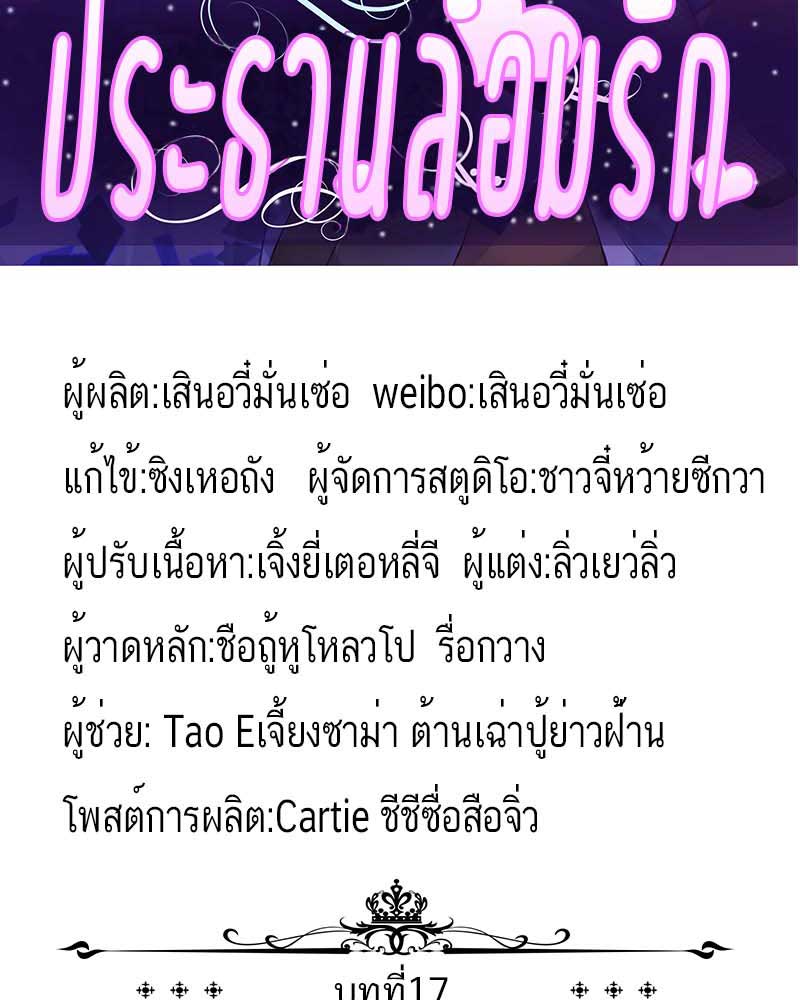 ประธานล้อมรัก
ผู้ผลิต:เสินอวี๋มั่นเซ่อ weibo:เสินอวี๋มั่นเซ่อ
แก้ไข้:ซิงเหอถัง ผู้จัดการสตูดิโอ:ชาวจี๋หว้ายซีกวา
ผู้ปรับเนื้อหา:เจิ้งยี่เตอหลี่จี ผู้แต่ง:ลิ่วเยว่ลิ่ว
ผู้วาดหลัก:ซือถู้หูโหลวโป รื่อกวาง
ผู้ช่วย: Tao Eเจี้ยงซาม่า ต้านเฉ่าปู้ย่าวฝ้าน
โพสต์การผลิต:Cartie ชีชีซื่อสือจิ่ว
บทที่17